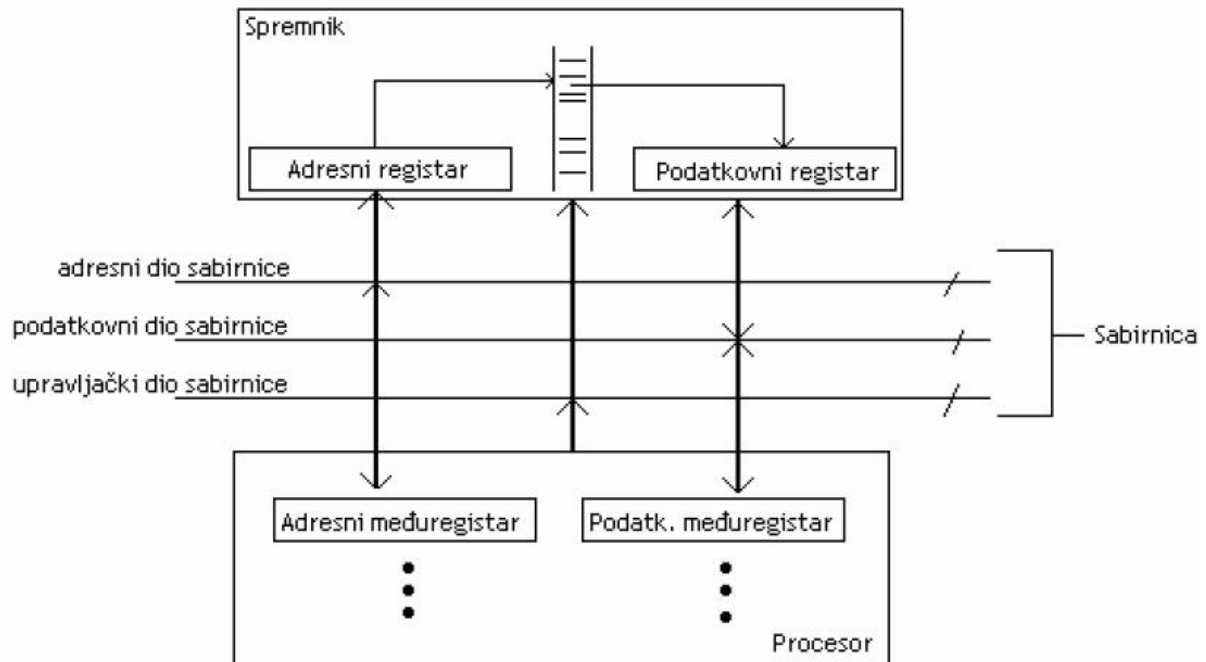 Spremnik
Adresni registar
Podatkovni registar
adresni dio sabirnice
podatkovni dio sabirnice
Sabirnica
upravljački dio sabirnice
Adresni međuregistar
Podatk. međuregistar
Procesor